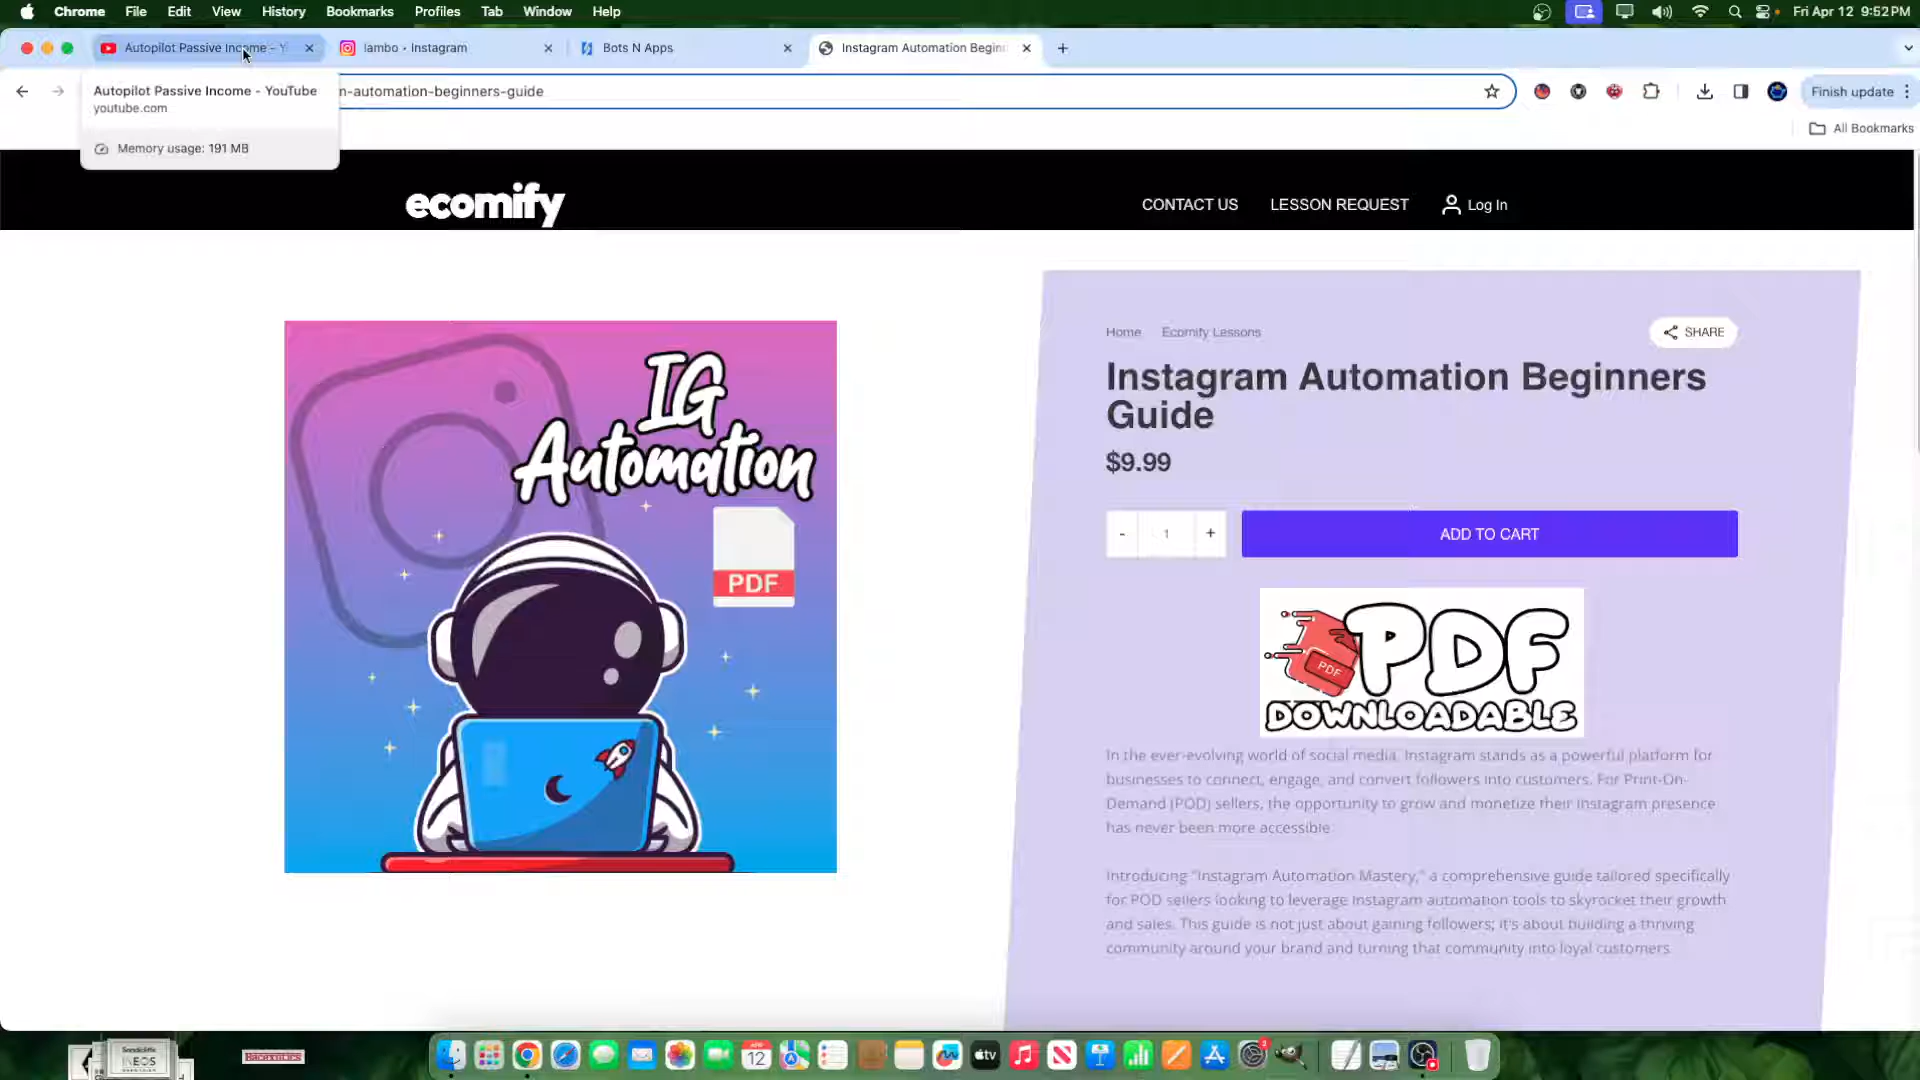 Chrome File Edit View History Bookmarks Profiles Tab Window Help Fri Apr 12 9:52 PM
Autopilot Passive Income - Y lambo • Instagram Bots N Apps Instagram Automation Begin
Autopilot Passive Income - YouTube
youtube.com
Memory usage: 191 MB
n-automation-beginners-guide
Finish update
All Bookmarks
ecomify
CONTACT US LESSON REQUEST Log In
IG
Automation
PDF
Home Ecomify Lessons
SHARE
Instagram Automation Beginners
Guide
$9.99
- 1 +
ADD TO CART
PDF
PDF
DOWNLOADABLE
In the ever-evolving world of social media, Instagram stands as a powerful platform for
businesses to connect, engage, and convert followers into customers. For Print-On-
Demand (POD) sellers, the opportunity to grow and monetize their Instagram presence
has never been more accessible.
Introducing "Instagram Automation Mastery," a comprehensive guide tailored specifically
for POD sellers looking to leverage Instagram automation tools to skyrocket their growth
and sales. This guide is not just about gaining followers; it's about building a thriving
community around your brand and turning that community into loyal customers.
INEOS
APR
12
tv